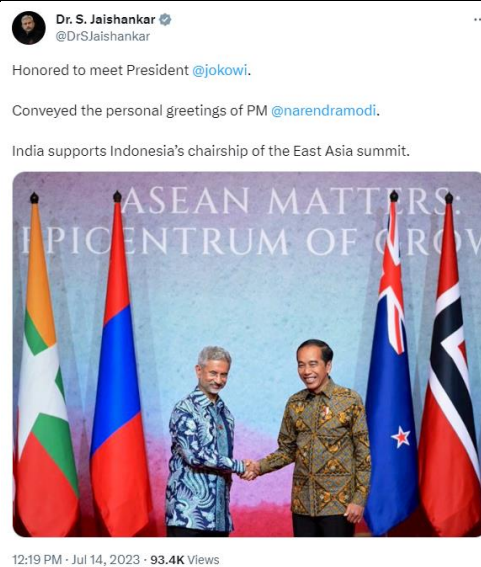 Dr. S. Jaishankar
@DrSJaishankar
Honored to meet President @jokowi.
Conveyed the personal greetings of PM @narendramodi.
India supports Indonesia’s chairship of the East Asia summit.
ASEAN MATTERS:
EPICENTRUM OF GROW
12:19 PM · Jul 14, 2023 · 93.4K Views